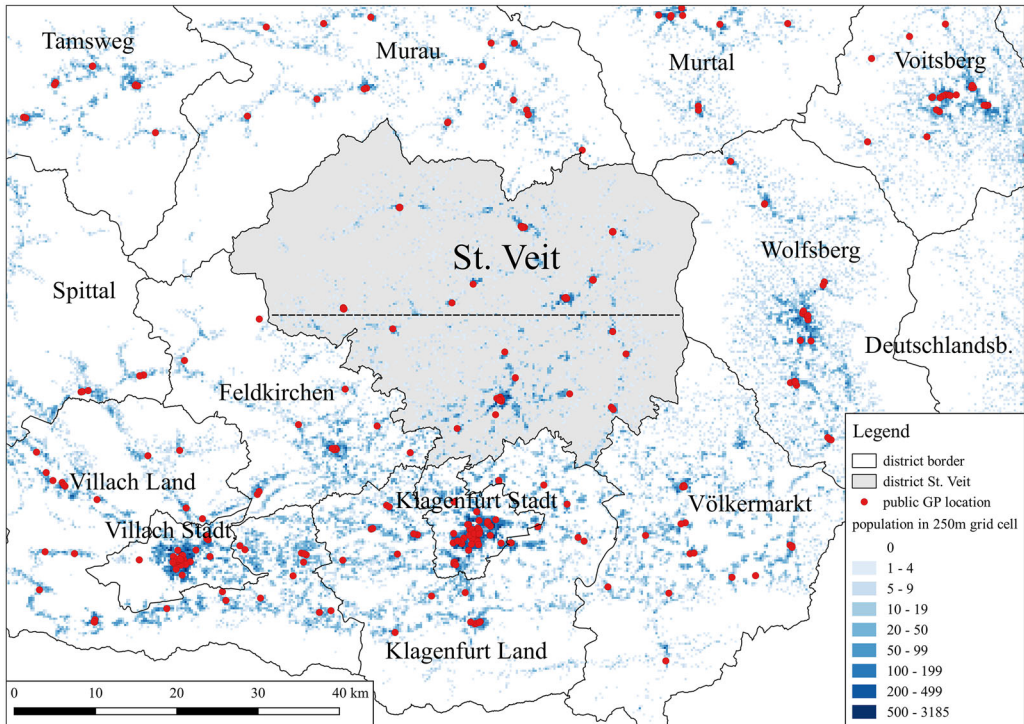 Tamsweg
Murau
Murtal
Voitsberg
St. Veit
Wolfsberg
Spittal
Deutschlandsb.
Feldkirchen
Villach Land
Klagenfurt Stadt
Völkermarkt
Villach Stadt
Klagenfurt Land
0 10 20 30 40 km
Legend
district border
district St. Veit
public GP location
population in 250m grid cell
0
1 - 4
5 - 9
10 - 19
20 - 50
50 - 99
100 - 199
200 - 499
500 - 3185